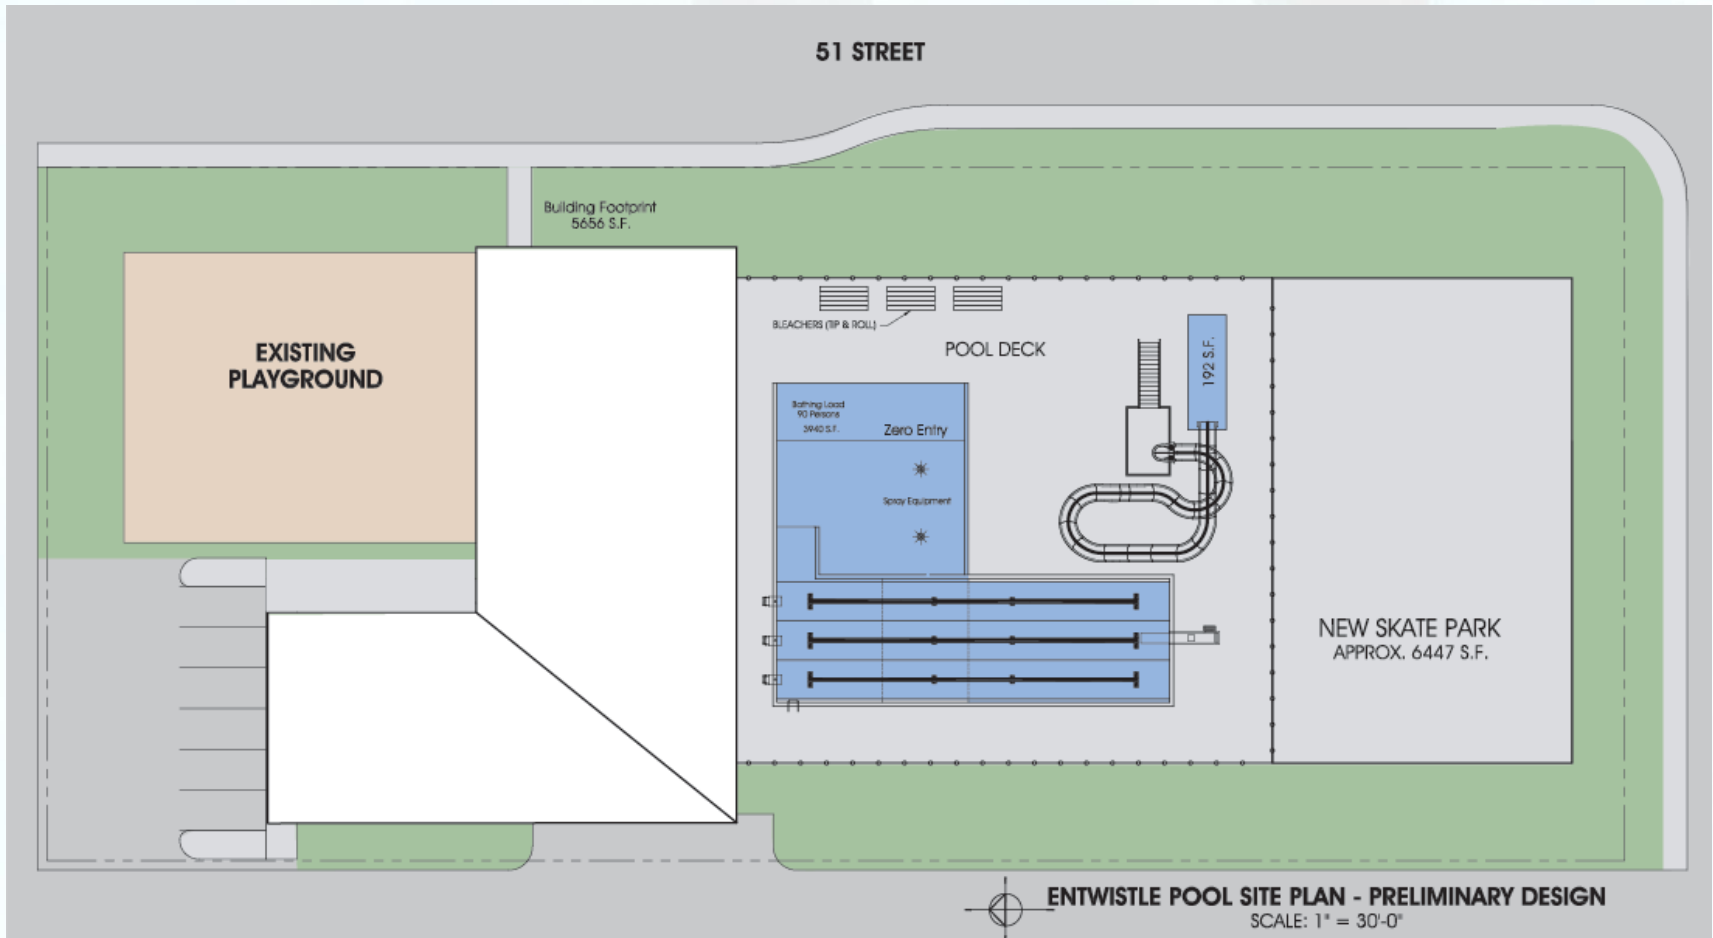 51 STREET
Building Footprint
5656 S.F.
EXISTING
PLAYGROUND
BLEACHERS (TIP & ROLL)
POOL DECK
192 S.F.
Bathing Load
90 Persons
3940 S.F.
Zero Entry
Spray Equipment
NEW SKATE PARK
APPROX. 6447 S.F.
ENTWISTLE POOL SITE PLAN - PRELIMINARY DESIGN
SCALE: 1" = 30'-0"